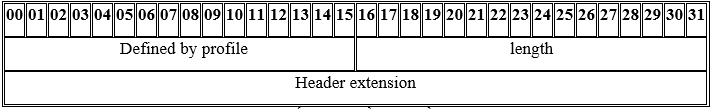 00 01 02 03 04 05 06 07 08 09 10 11 12 13 14 15 16 17 18 19 20 21 22 23 24 25 26 27 28 29 30 31
Defined by profile length
Header extension